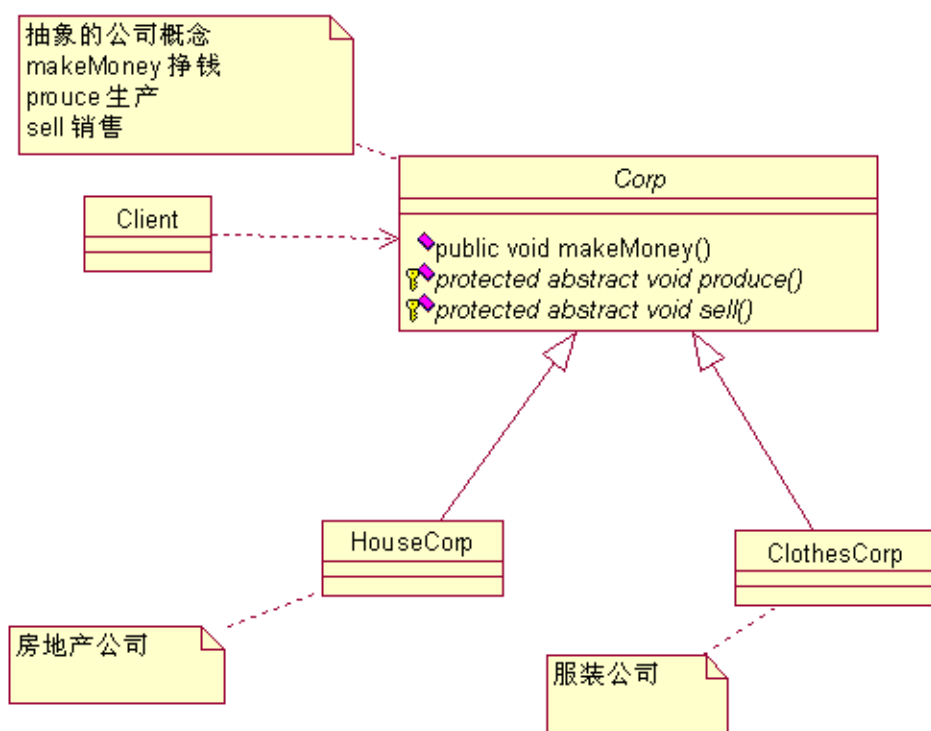 抽象的公司概念
makeMoney 挣钱
prouce 生产
sell 销售
Corp
Client
public void makeMoney()
protected abstract void produce()
protected abstract void sell()
HouseCorp
ClothesCorp
房地产公司
服装公司